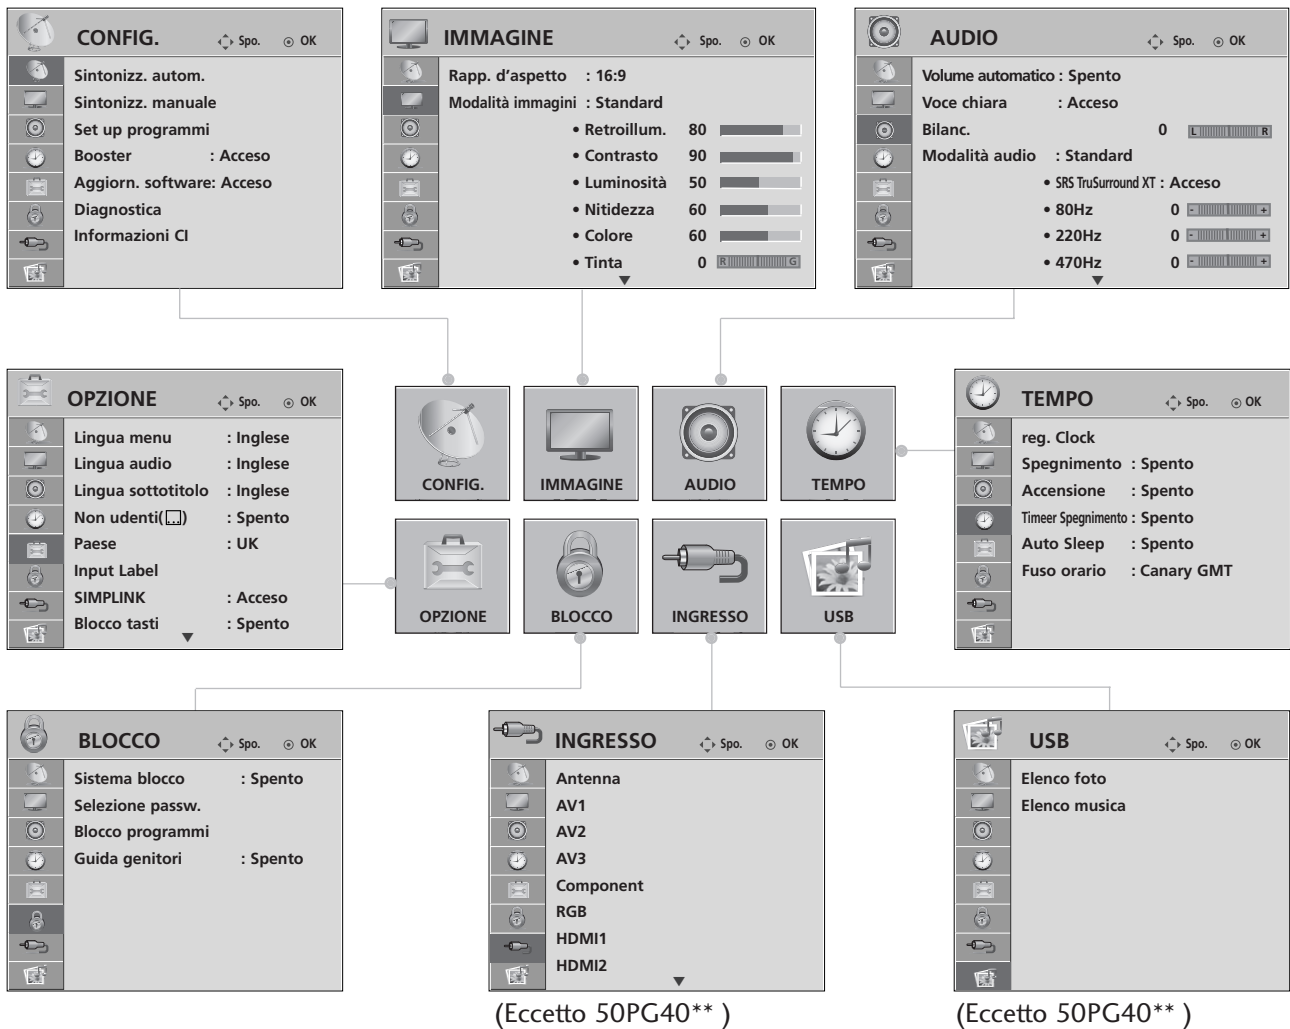 CONFIG. Spo. OK
Sintonizz. autom.
Sintonizz. manuale
Set up programmi
Booster : Acceso
Aggiorn. software: Acceso
Diagnostica
Informazioni CI
IMMAGINE Spo. OK
Rapp. d'aspetto : 16:9
Modalità immagini : Standard
• Retroillum. 80
• Contrasto 90
• Luminosità 50
• Nitidezza 60
• Colore 60
• Tinta 0 R G
AUDIO Spo. OK
Volume automatico : Spento
Voce chiara : Acceso
Bilanc. 0 L R
Modalità audio : Standard
• SRS TruSurround XT : Acceso
• 80Hz 0 - +
• 220Hz 0 - +
• 470Hz 0 - +
OPZIONE Spo. OK
Lingua menu : Inglese
Lingua audio : Inglese
Lingua sottotitolo : Inglese
Non udenti( ) : Spento
Paese : UK
Input Label
SIMPLINK : Acceso
Blocco tasti : Spento
CONFIG. IMMAGINE AUDIO TEMPO
OPZIONE BLOCCO INGRESSO USB
TEMPO Spo. OK
reg. Clock
Spegnimento : Spento
Accensione : Spento
Timeer Spegnimento : Spento
Auto Sleep : Spento
Fuso orario : Canary GMT
BLOCCO Spo. OK
Sistema blocco : Spento
Selezione passw.
Blocco programmi
Guida genitori : Spento
INGRESSO Spo. OK
Antenna
AV1
AV2
AV3
Component
RGB
HDMI1
HDMI2
(Eccetto 50PG40** )
USB Spo. OK
Elenco foto
Elenco musica
(Eccetto 50PG40** )